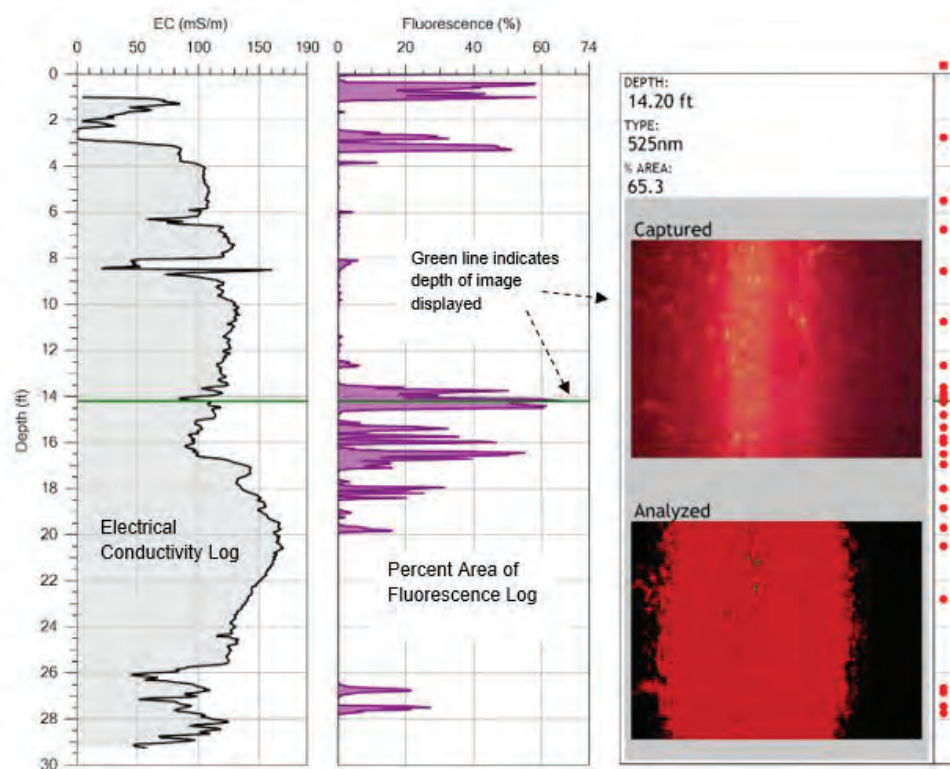 EC (mS/m)
0 50 100 150 190
Fluorescence (%)
0 20 40 60 74
Depth (ft)
0
2
4
6
8
10
12
14
16
18
20
22
24
26
28
30
Electrical
Conductivity Log
Percent Area of
Fluorescence Log
Green line indicates
depth of image
displayed
DEPTH:
14.20 ft
TYPE:
525nm
% AREA:
65.3
Captured
Analyzed